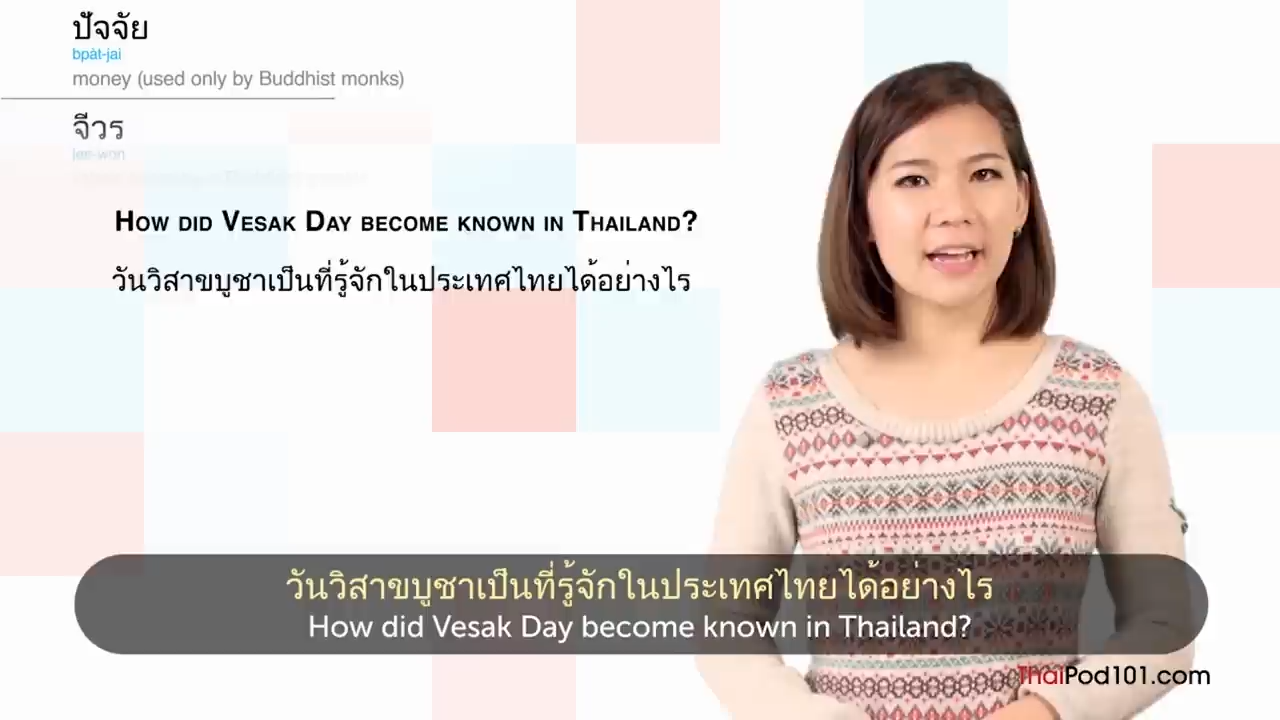 ปัจจัย
bpàt-jai
money (used only by Buddhist monks)
จีวร
How did Vesak Day become known in Thailand?
วันวิสาขบูชาเป็นที่รู้จักในประเทศไทยได้อย่างไร
วันวิสาขบูชาเป็นที่รู้จักในประเทศไทยได้อย่างไร
How did Vesak Day become known in Thailand?
ThaiPod101.com